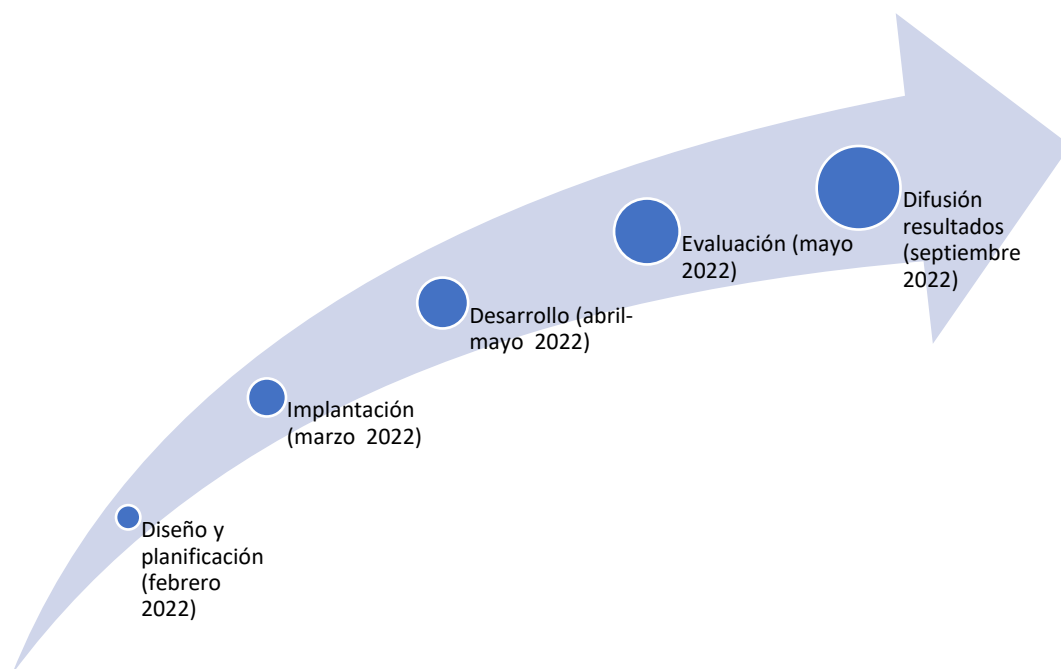 Diseño y
planificación
(febrero
2022)
Implantación
(marzo  2022)
Desarrollo (abril-
mayo  2022)
Evaluación (mayo
2022)
Difusión
resultados
(septiembre
2022)